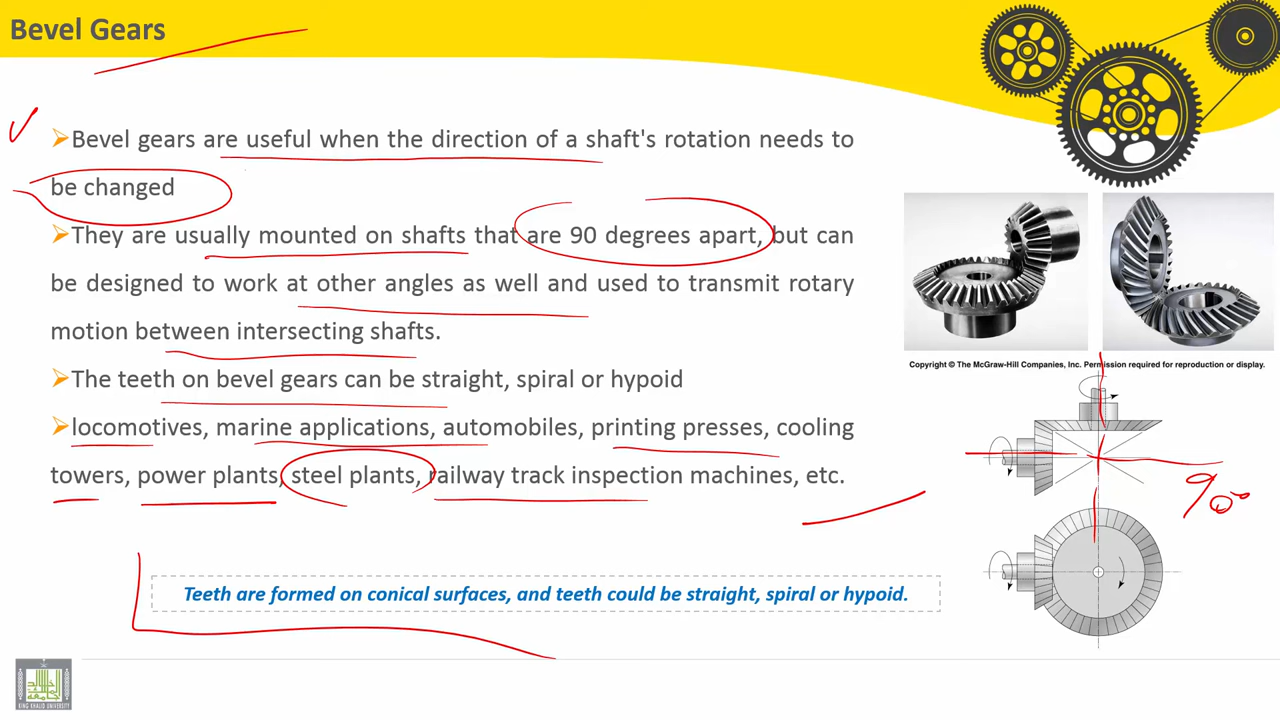 Bevel Gears
Bevel gears are useful when the direction of a shaft's rotation needs to
be changed
They are usually mounted on shafts that are 90 degrees apart, but can
be designed to work at other angles as well and used to transmit rotary
motion between intersecting shafts.
The teeth on bevel gears can be straight, spiral or hypoid
locomotives, marine applications, automobiles, printing presses, cooling
towers, power plants, steel plants, railway track inspection machines, etc.
Copyright © The McGraw-Hill Companies, Inc. Permission required for reproduction or display.
90°
Teeth are formed on conical surfaces, and teeth could be straight, spiral or hypoid.
KING KHALID UNIVERSITY